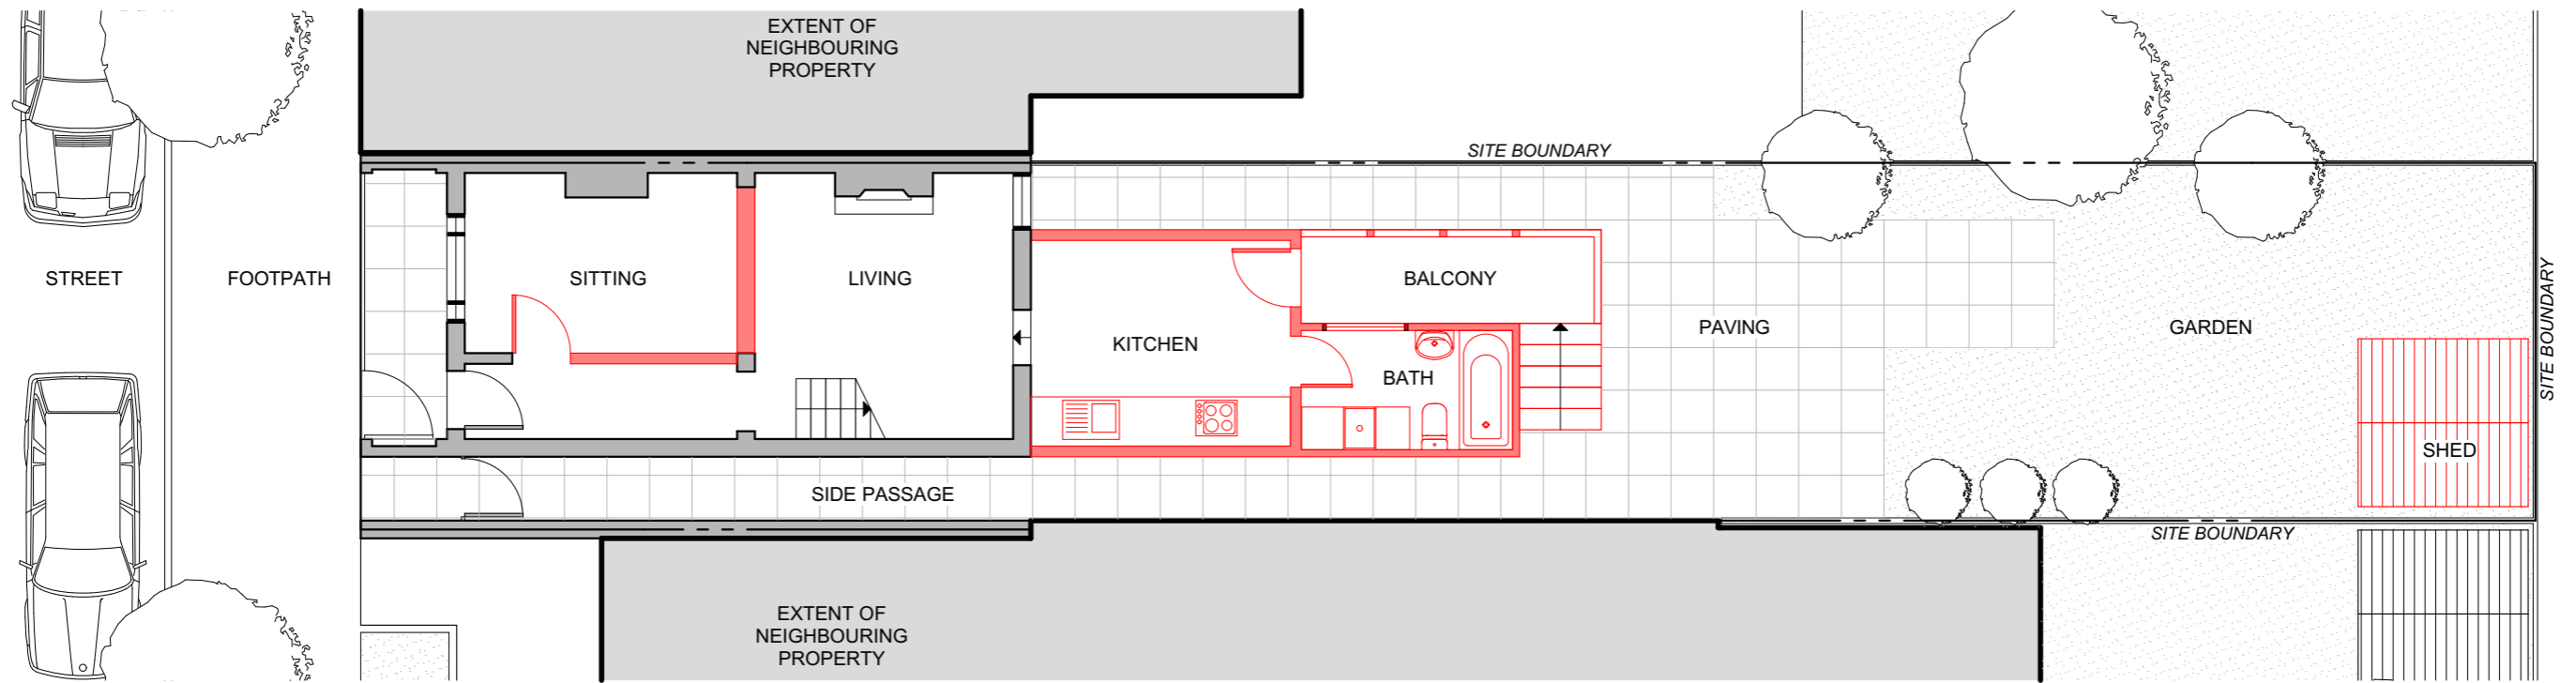 EXTENT OF
NEIGHBOURING
PROPERTY
SITE BOUNDARY
STREET
FOOTPATH
SITTING
LIVING
KITCHEN
BALCONY
BATH
PAVING
GARDEN
SITE BOUNDARY
SHED
SIDE PASSAGE
SITE BOUNDARY
EXTENT OF
NEIGHBOURING
PROPERTY